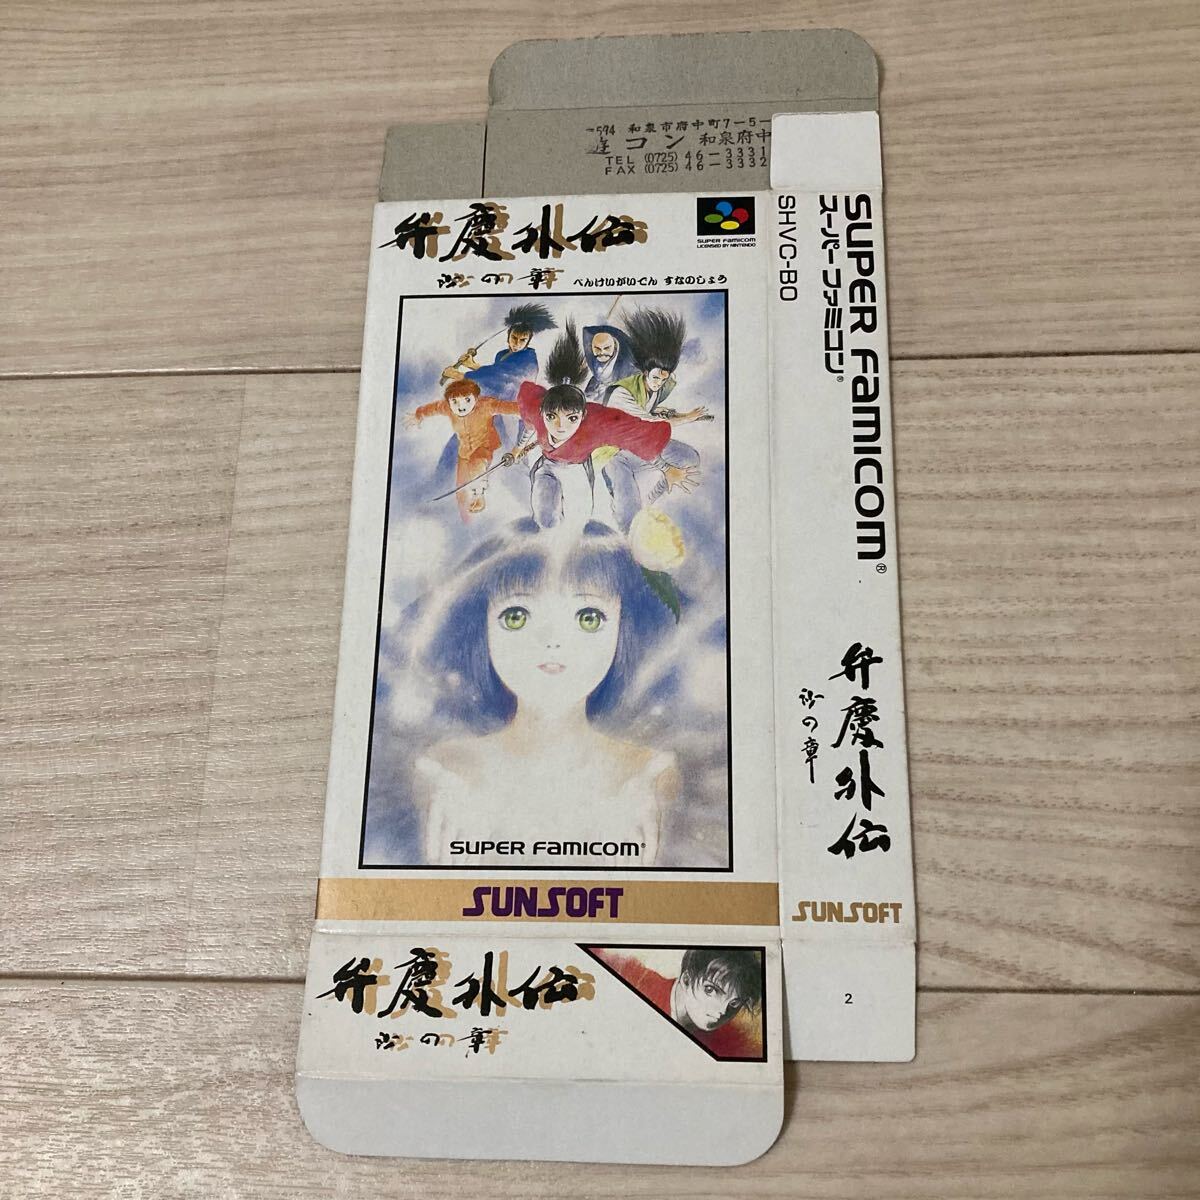 594 和泉市府中町7-5-
コン 和泉府中
TEL (0725) 46-3331
FAX (0725) 46-3332
弁慶外伝
沙の章
べんけいがいでん すなのしょう
SUPER FAMICOM
LICENSED BY NINTENDO
SUPER FAMICOM®
SUNSOFT
弁慶外伝
沙の章
SUPER FAMICOM®
スーパーファミコン®
SHVC-BO
弁慶外伝
沙の章
SUNSOFT
2